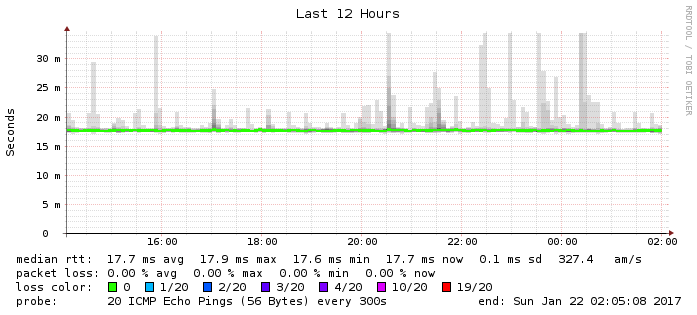 Last 12 Hours
RRDTOOL / TOBI OETIKER
Seconds
30 m
25 m
20 m
15 m
10 m
5 m
0
16:00 18:00 20:00 22:00 00:00 02:00
median rtt: 17.7 ms avg 17.9 ms max 17.6 ms min 17.7 ms now 0.1 ms sd 327.4 am/s
packet loss: 0.00 % avg 0.00 % max 0.00 % min 0.00 % now
loss color: 0 1/20 2/20 3/20 4/20 10/20 19/20
probe: 20 ICMP Echo Pings (56 Bytes) every 300s end: Sun Jan 22 02:05:08 2017